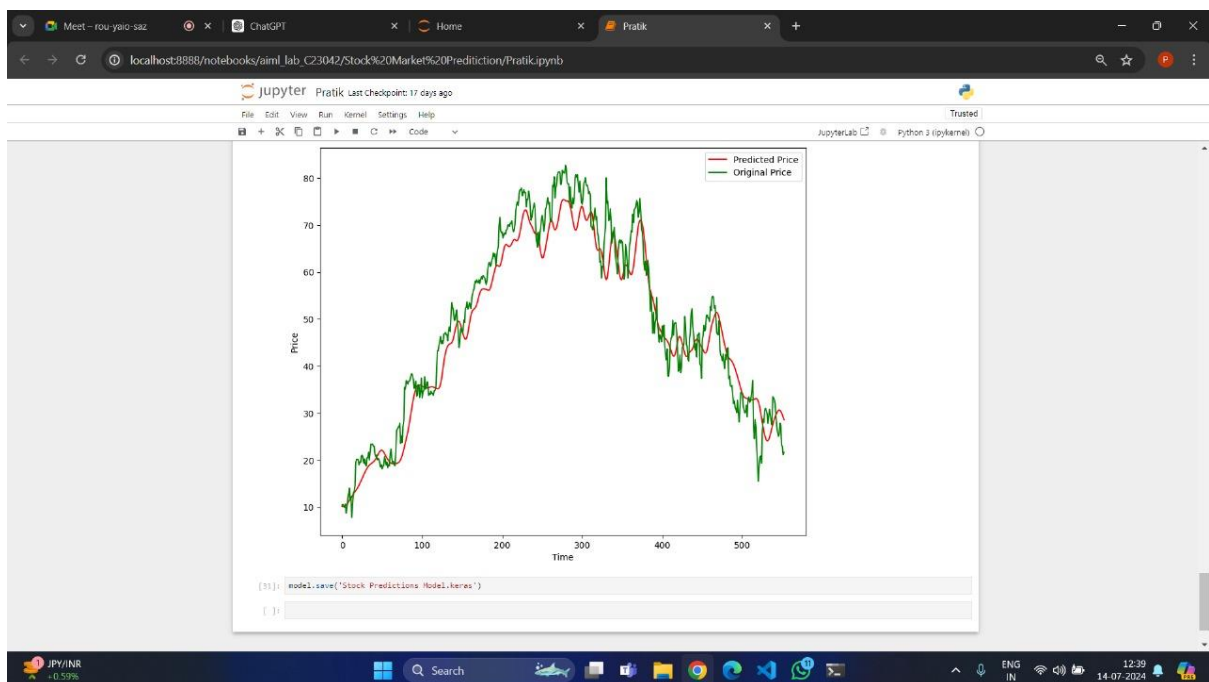 Meet – rou-yaio-saz
ChatGPT
Home
Pratik
localhost:8888/notebooks/aiml_lab_C23042/Stock%20Market%20Preditiction/Pratik.ipynb
P
jupyter Pratik Last Checkpoint: 17 days ago
File Edit View Run Kernel Settings Help
Trusted
Code
JupyterLab
Python 3 (ipykernel)
Predicted Price
Original Price
80
70
60
50
40
30
20
10
Price
0 100 200 300 400 500
Time
[33]: model.save('Stock Predictions Model.keras')
[ ]:
1
JPY/INR
+0.59%
Search
ENG
IN
12:39
14-07-2024